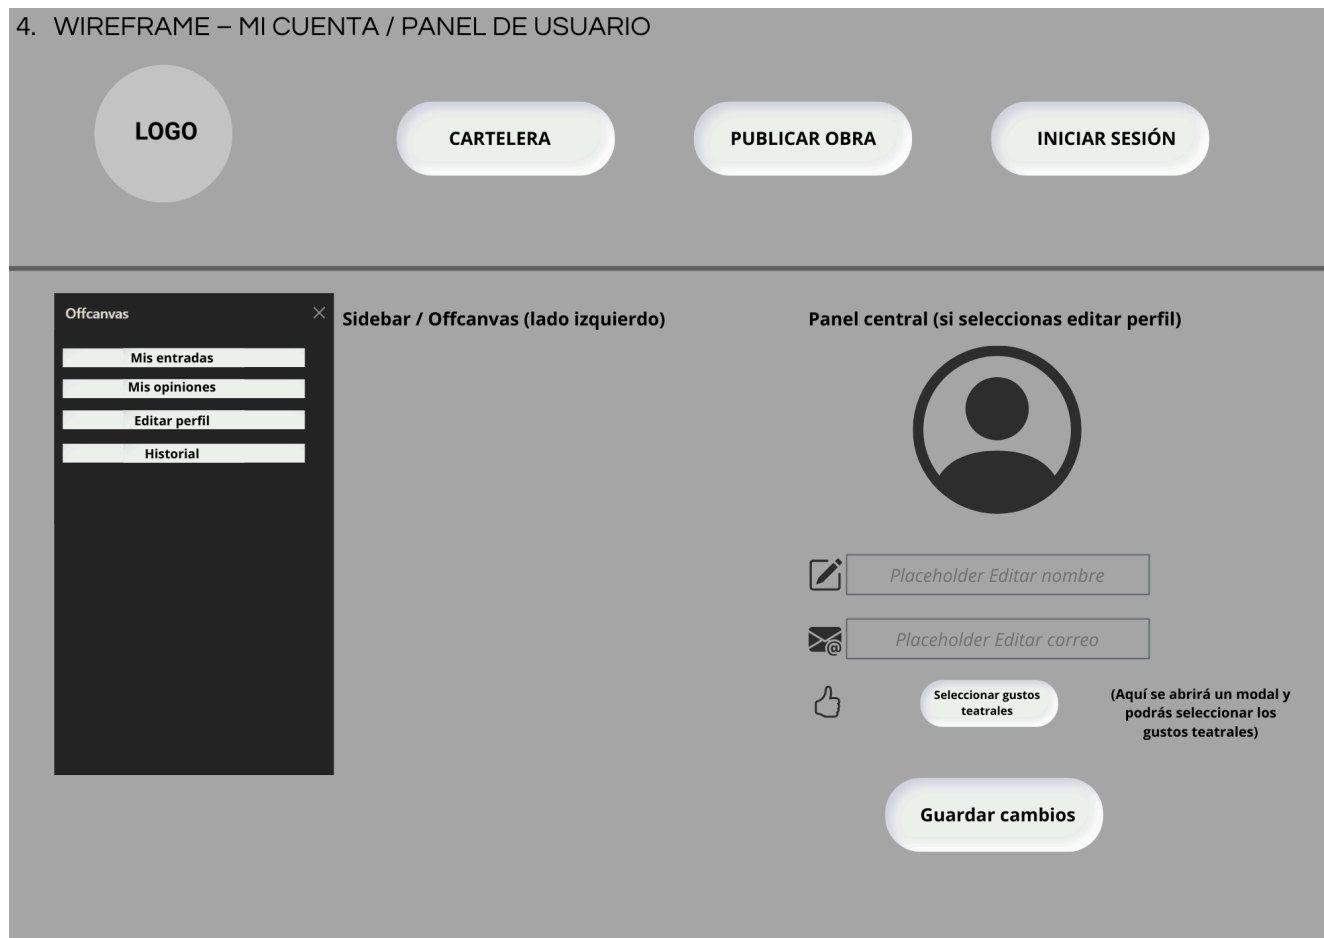 4. WIREFRAME – MI CUENTA / PANEL DE USUARIO
LOGO
CARTELERA
PUBLICAR OBRA
INICIAR SESIÓN
Offcanvas
Mis entradas
Mis opiniones
Editar perfil
Historial
Sidebar / Offcanvas (lado izquierdo)
Panel central (si seleccionas editar perfil)
Placeholder Editar nombre
@
Placeholder Editar correo
Seleccionar gustos
teatrales
(Aquí se abrirá un modal y
podrás seleccionar los
gustos teatrales)
Guardar cambios